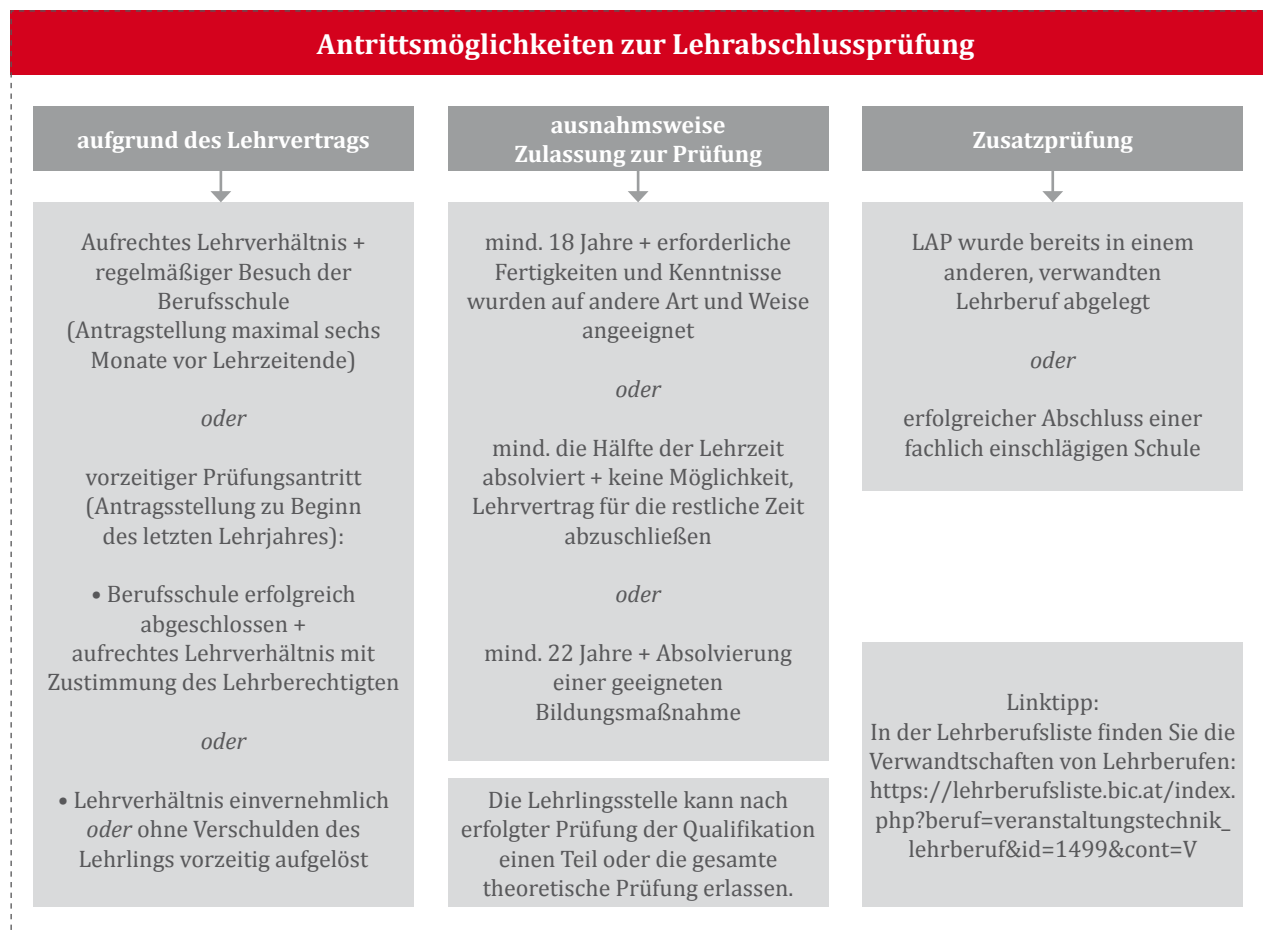 Antrittsmöglichkeiten zur Lehrabschlussprüfung
aufgrund des Lehrvertrags
Aufrechtes Lehrverhältnis +
regelmäßiger Besuch der
Berufsschule
(Antragstellung maximal sechs
Monate vor Lehrzeitende)
oder
vorzeitiger Prüfungsantritt
(Antragsstellung zu Beginn
des letzten Lehrjahres):
• Berufsschule erfolgreich
abgeschlossen +
aufrechtes Lehrverhältnis mit
Zustimmung des Lehrberechtigten
oder
• Lehrverhältnis einvernehmlich
oder ohne Verschulden des
Lehrlings vorzeitig aufgelöst
ausnahmsweise
Zulassung zur Prüfung
mind. 18 Jahre + erforderliche
Fertigkeiten und Kenntnisse
wurden auf andere Art und Weise
angeeignet
oder
mind. die Hälfte der Lehrzeit
absolviert + keine Möglichkeit,
Lehrvertrag für die restliche Zeit
abzuschließen
oder
mind. 22 Jahre + Absolvierung
einer geeigneten
Bildungsmaßnahme
Die Lehrlingsstelle kann nach
erfolgter Prüfung der Qualifikation
einen Teil oder die gesamte
theoretische Prüfung erlassen.
Zusatzprüfung
LAP wurde bereits in einem
anderen, verwandten
Lehrberuf abgelegt
oder
erfolgreicher Abschluss einer
fachlich einschlägigen Schule
Linktipp:
In der Lehrberufsliste finden Sie die
Verwandtschaften von Lehrberufen:
https://lehrberufsliste.bic.at/index.
php?beruf=veranstaltungstechnik_
lehrberuf&id=1499&cont=V